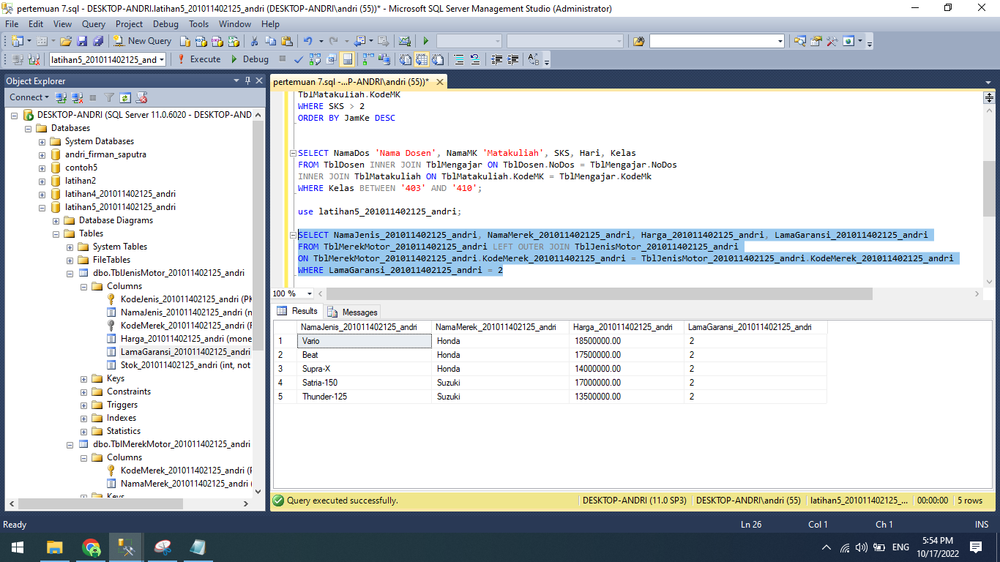 pertemuan 7.sql - DESKTOP-ANDRI.latihan5_201011402125_andri (DESKTOP-ANDRI\andri (55))* - Microsoft SQL Server Management Studio (Administrator)
File Edit View Query Project Debug Tools Window Help
New Query
latihan5_201011402125_and Execute Debug
Object Explorer
Connect
DESKTOP-ANDRI (SQL Server 11.0.6020 - DESKTOP-AND
Databases
System Databases
andri_firman_saputra
contoh5
latihan2
latihan4_201011402125_andri
latihan5_201011402125_andri
Database Diagrams
Tables
System Tables
FileTables
dbo.TblJenisMotor_201011402125_andri
Columns
KodeJenis_201011402125_andri (PK
NamaJenis_201011402125_andri (n
KodeMerek_201011402125_andri (F
Harga_201011402125_andri (mone
LamaGaransi_201011402125_andri
Stok_201011402125_andri (int, not
Keys
Constraints
Triggers
Indexes
Statistics
dbo.TblMerekMotor_201011402125_andri
Columns
KodeMerek_201011402125_andri (P
NamaMerek_201011402125_andri (
Keys
pertemuan 7.sql -...P-ANDRI\andri (55))*
TblMatakuliah.KodeMK
WHERE SKS > 2
ORDER BY JamKe DESC
SELECT NamaDos 'Nama Dosen', NamaMK 'Matakuliah', SKS, Hari, Kelas
FROM TblDosen INNER JOIN TblMengajar ON TblDosen.NoDos = TblMengajar.NoDos
INNER JOIN TblMatakuliah ON TblMatakuliah.KodeMK = TblMengajar.KodeMk
WHERE Kelas BETWEEN '403' AND '410';
use latihan5_201011402125_andri;
SELECT NamaJenis_201011402125_andri, NamaMerek_201011402125_andri, Harga_201011402125_andri, LamaGaransi_201011402125_andri
FROM TblMerekMotor_201011402125_andri LEFT OUTER JOIN TblJenisMotor_201011402125_andri
ON TblMerekMotor_201011402125_andri.KodeMerek_201011402125_andri = TblJenisMotor_201011402125_andri.KodeMerek_201011402125_andri
WHERE LamaGaransi_201011402125_andri = 2
100 %
Results Messages
NamaJenis_201011402125_andri NamaMerek_201011402125_andri Harga_201011402125_andri LamaGaransi_201011402125_andri
1 Vario Honda 18500000.00 2
2 Beat Honda 17500000.00 2
3 Supra-X Honda 14000000.00 2
4 Satria-150 Suzuki 17000000.00 2
5 Thunder-125 Suzuki 13500000.00 2
Query executed successfully. DESKTOP-ANDRI (11.0 SP3) DESKTOP-ANDRI\andri (55) latihan5_201011402125_... 00:00:00 5 rows
Ready Ln 26 Col 1 Ch 1 INS
ENG 5:54 PM
10/17/2022